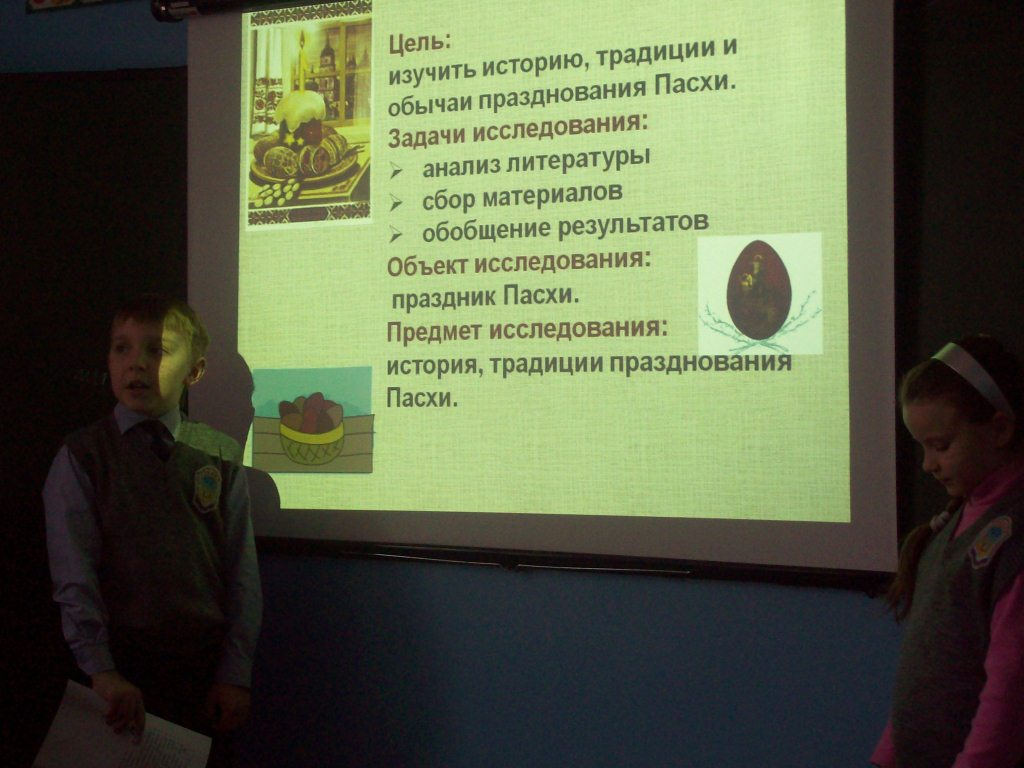 Цель:
изучить историю, традиции и
обычаи празднования Пасхи.
Задачи исследования:
анализ литературы
сбор материалов
обобщение результатов
Объект исследования:
праздник Пасхи.
Предмет исследования:
история, традиции празднования
Пасхи.